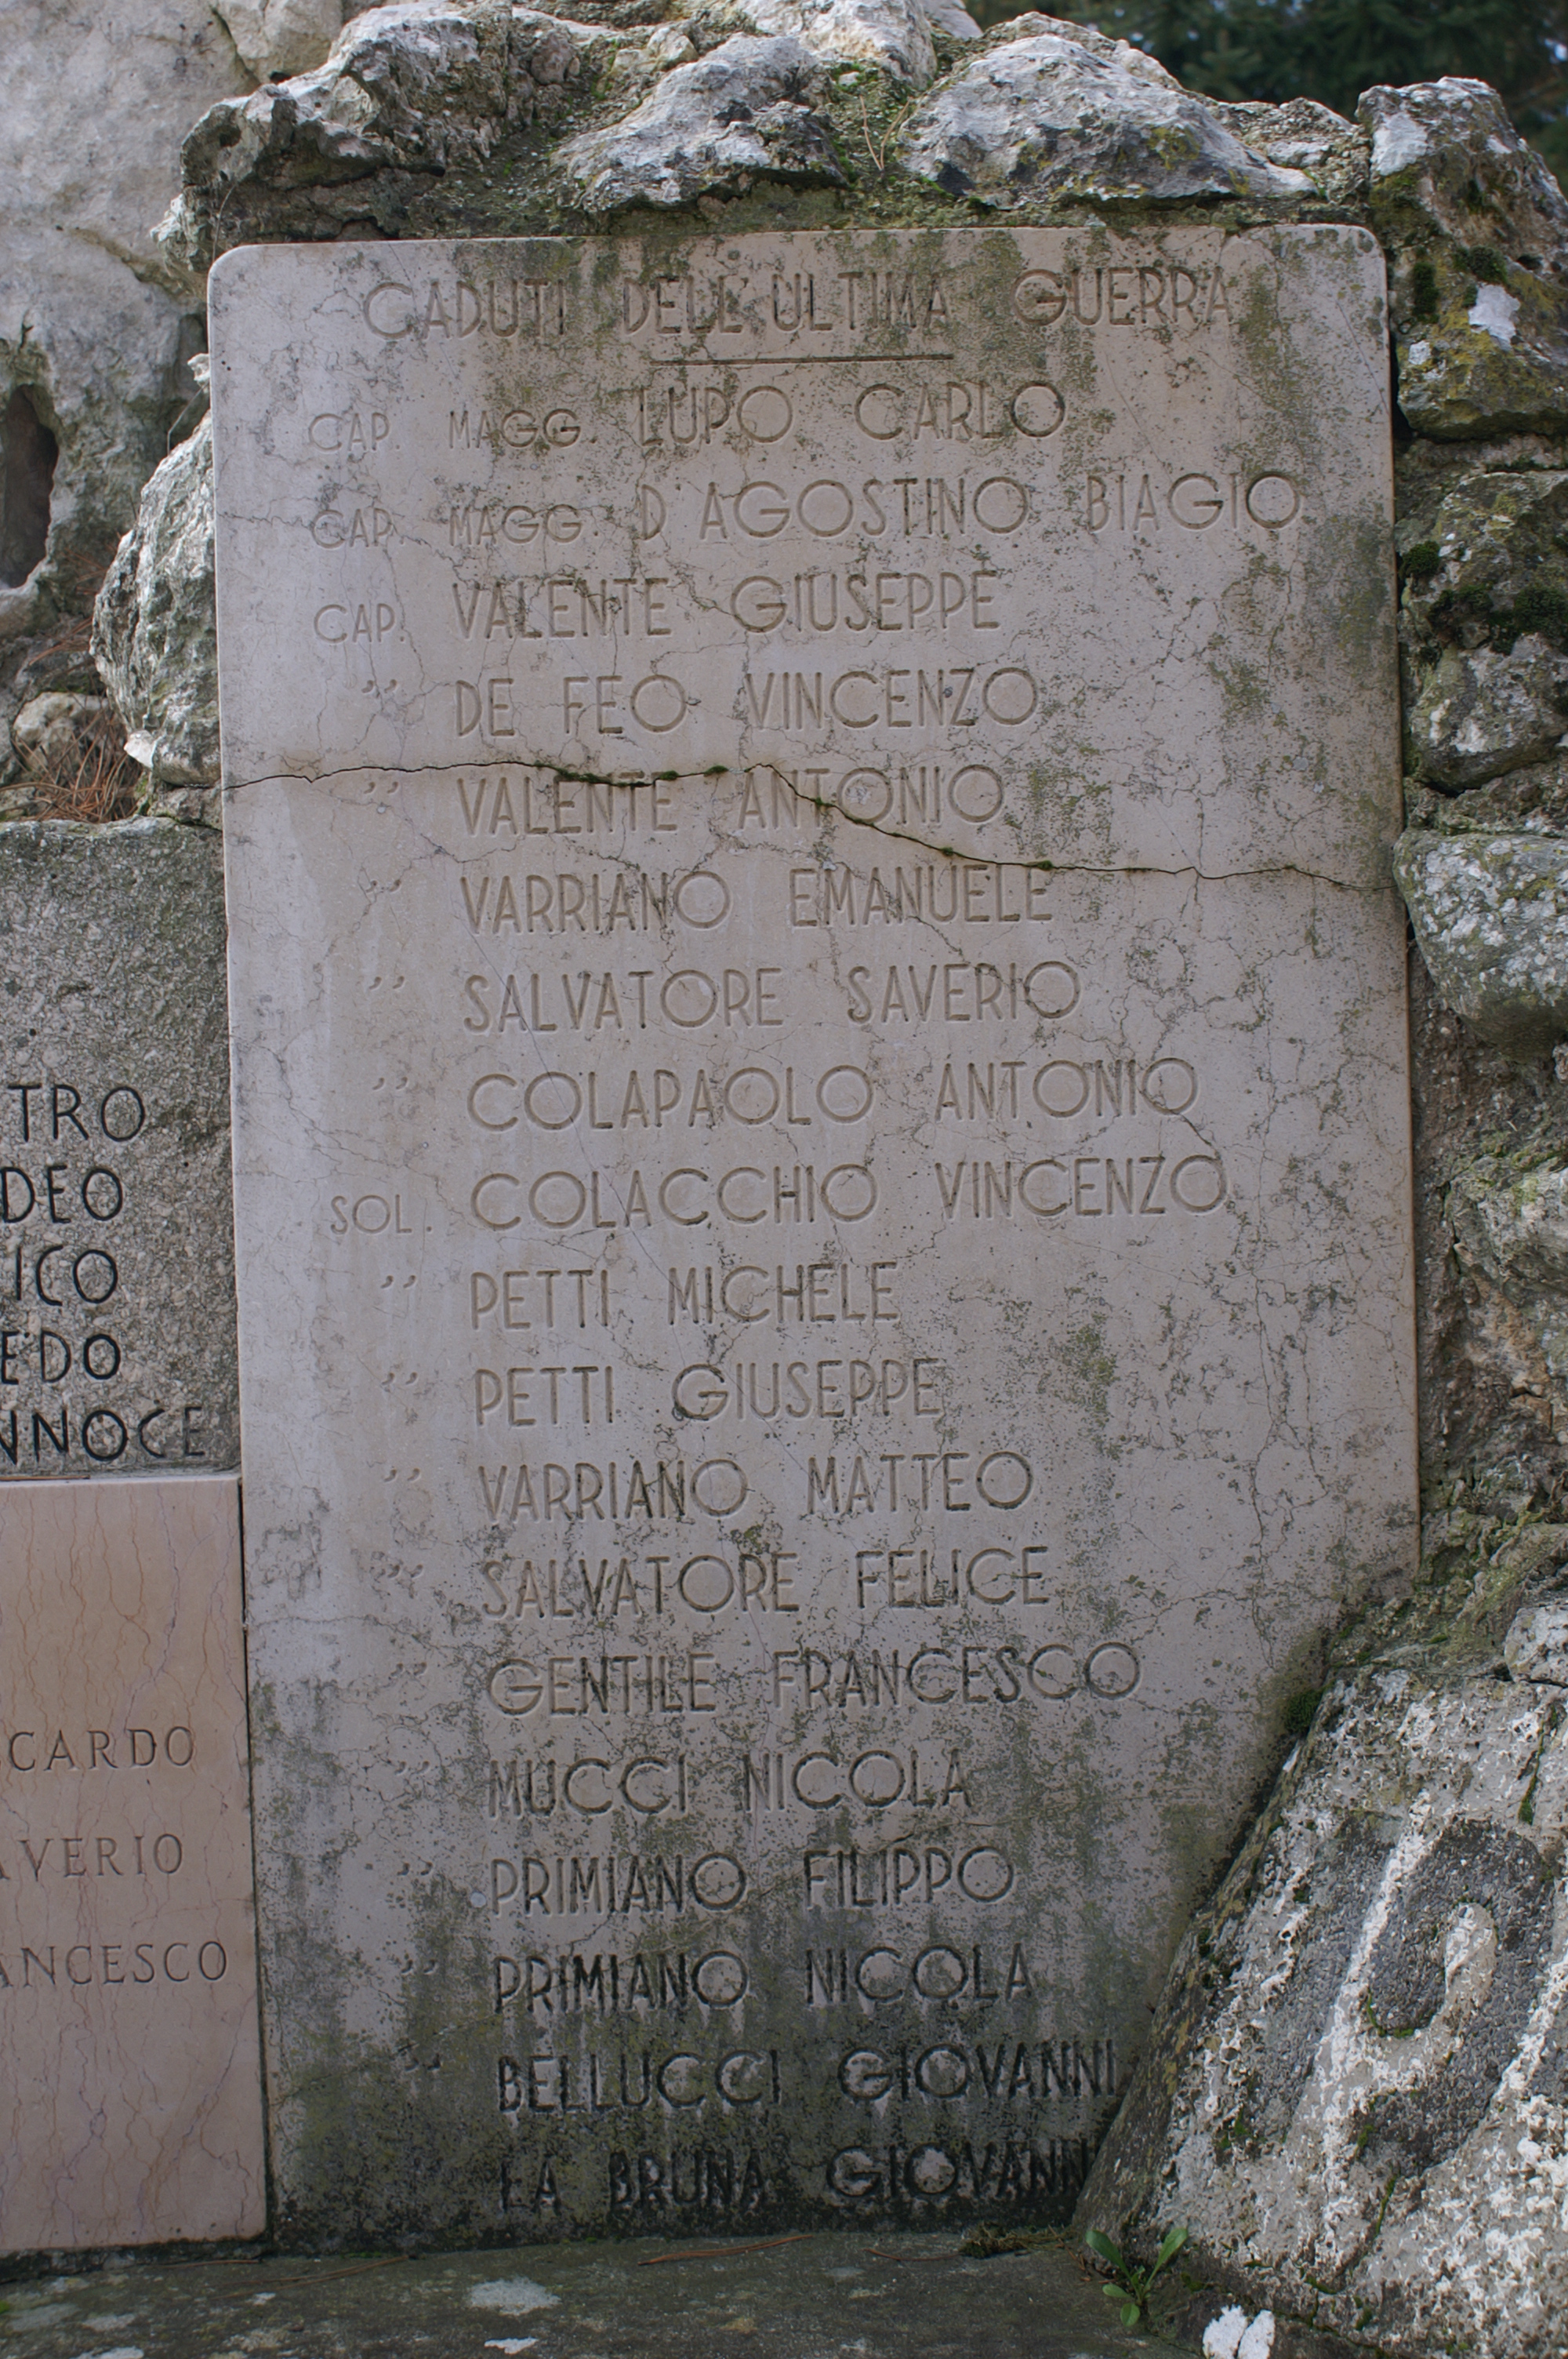 CADUTI DELL'ULTIMA GUERRA
CAP. MAGG. LUPO CARLO
CAP. MAGG. D'AGOSTINO BIAGIO
CAP. VALENTE GIUSEPPE
" DE FEO VINCENZO
" VALENTE ANTONIO
" VARRIANO EMANUELE
" SALVATORE SAVERIO
" COLAPAOLO ANTONIO
SOL. COLACCHIO VINCENZO
" PETTI MICHELE
" PETTI GIUSEPPE
" VARRIANO MATTEO
" SALVATORE FELICE
" GENTILE FRANCESCO
" MUCCI NICOLA
" PRIMIANO FILIPPO
" PRIMIANO NICOLA
" BELLUCCI GIOVANNI
LA BRUNA GIOVANNI
TRO
DEO
ICO
EDO
NNOCE
CARDO
AVERIO
ANCESCO